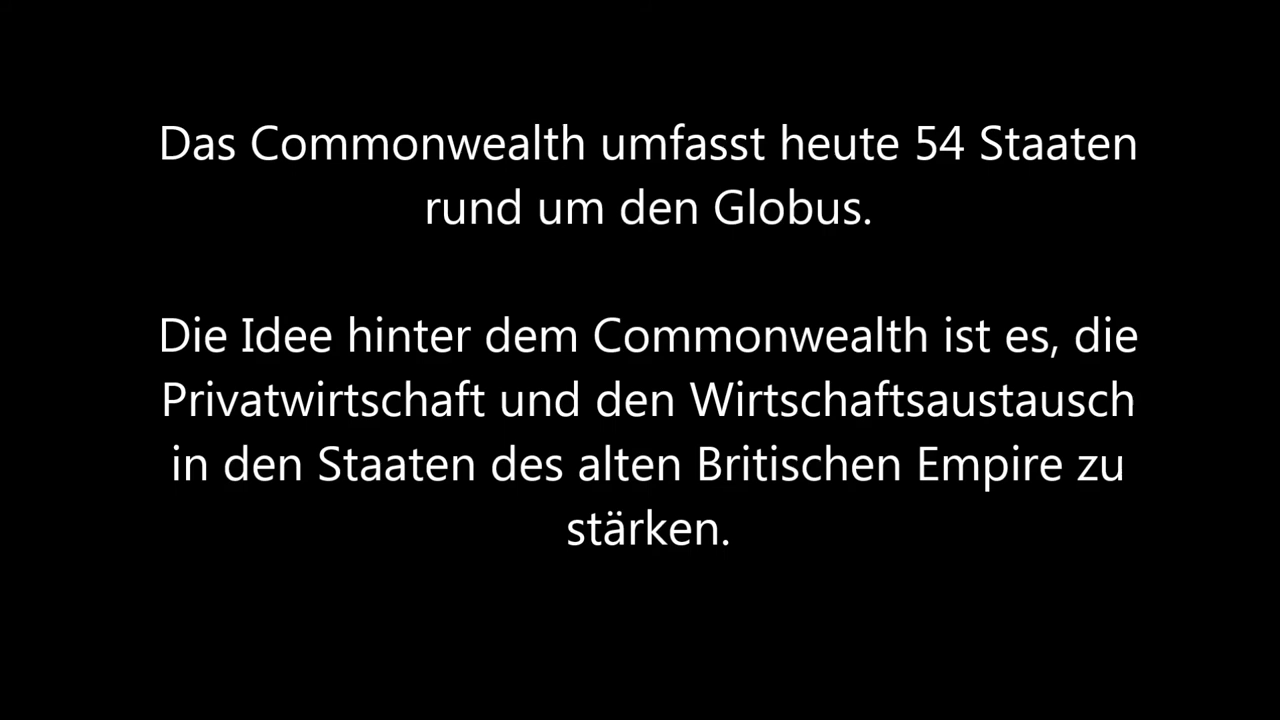 Das Commonwealth umfasst heute 54 Staaten
rund um den Globus.
Die Idee hinter dem Commonwealth ist es, die
Privatwirtschaft und den Wirtschaftsaustausch
in den Staaten des alten Britischen Empire zu
stärken.